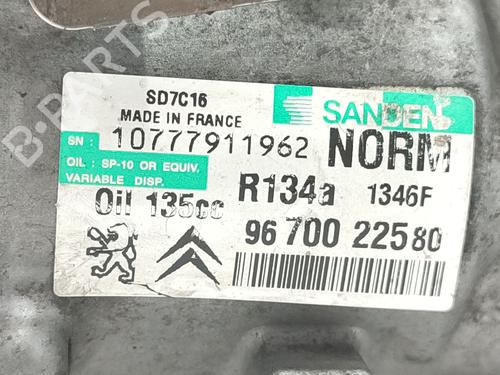 B-PARTS
SD7C16
MADE IN FRANCE
SANDEN
SN : 10777911962
NORM
OIL : SP-10 OR EQUIV.
VARIABLE DISP.
R134a 1346F
Oil 135cc
96 700 225 80